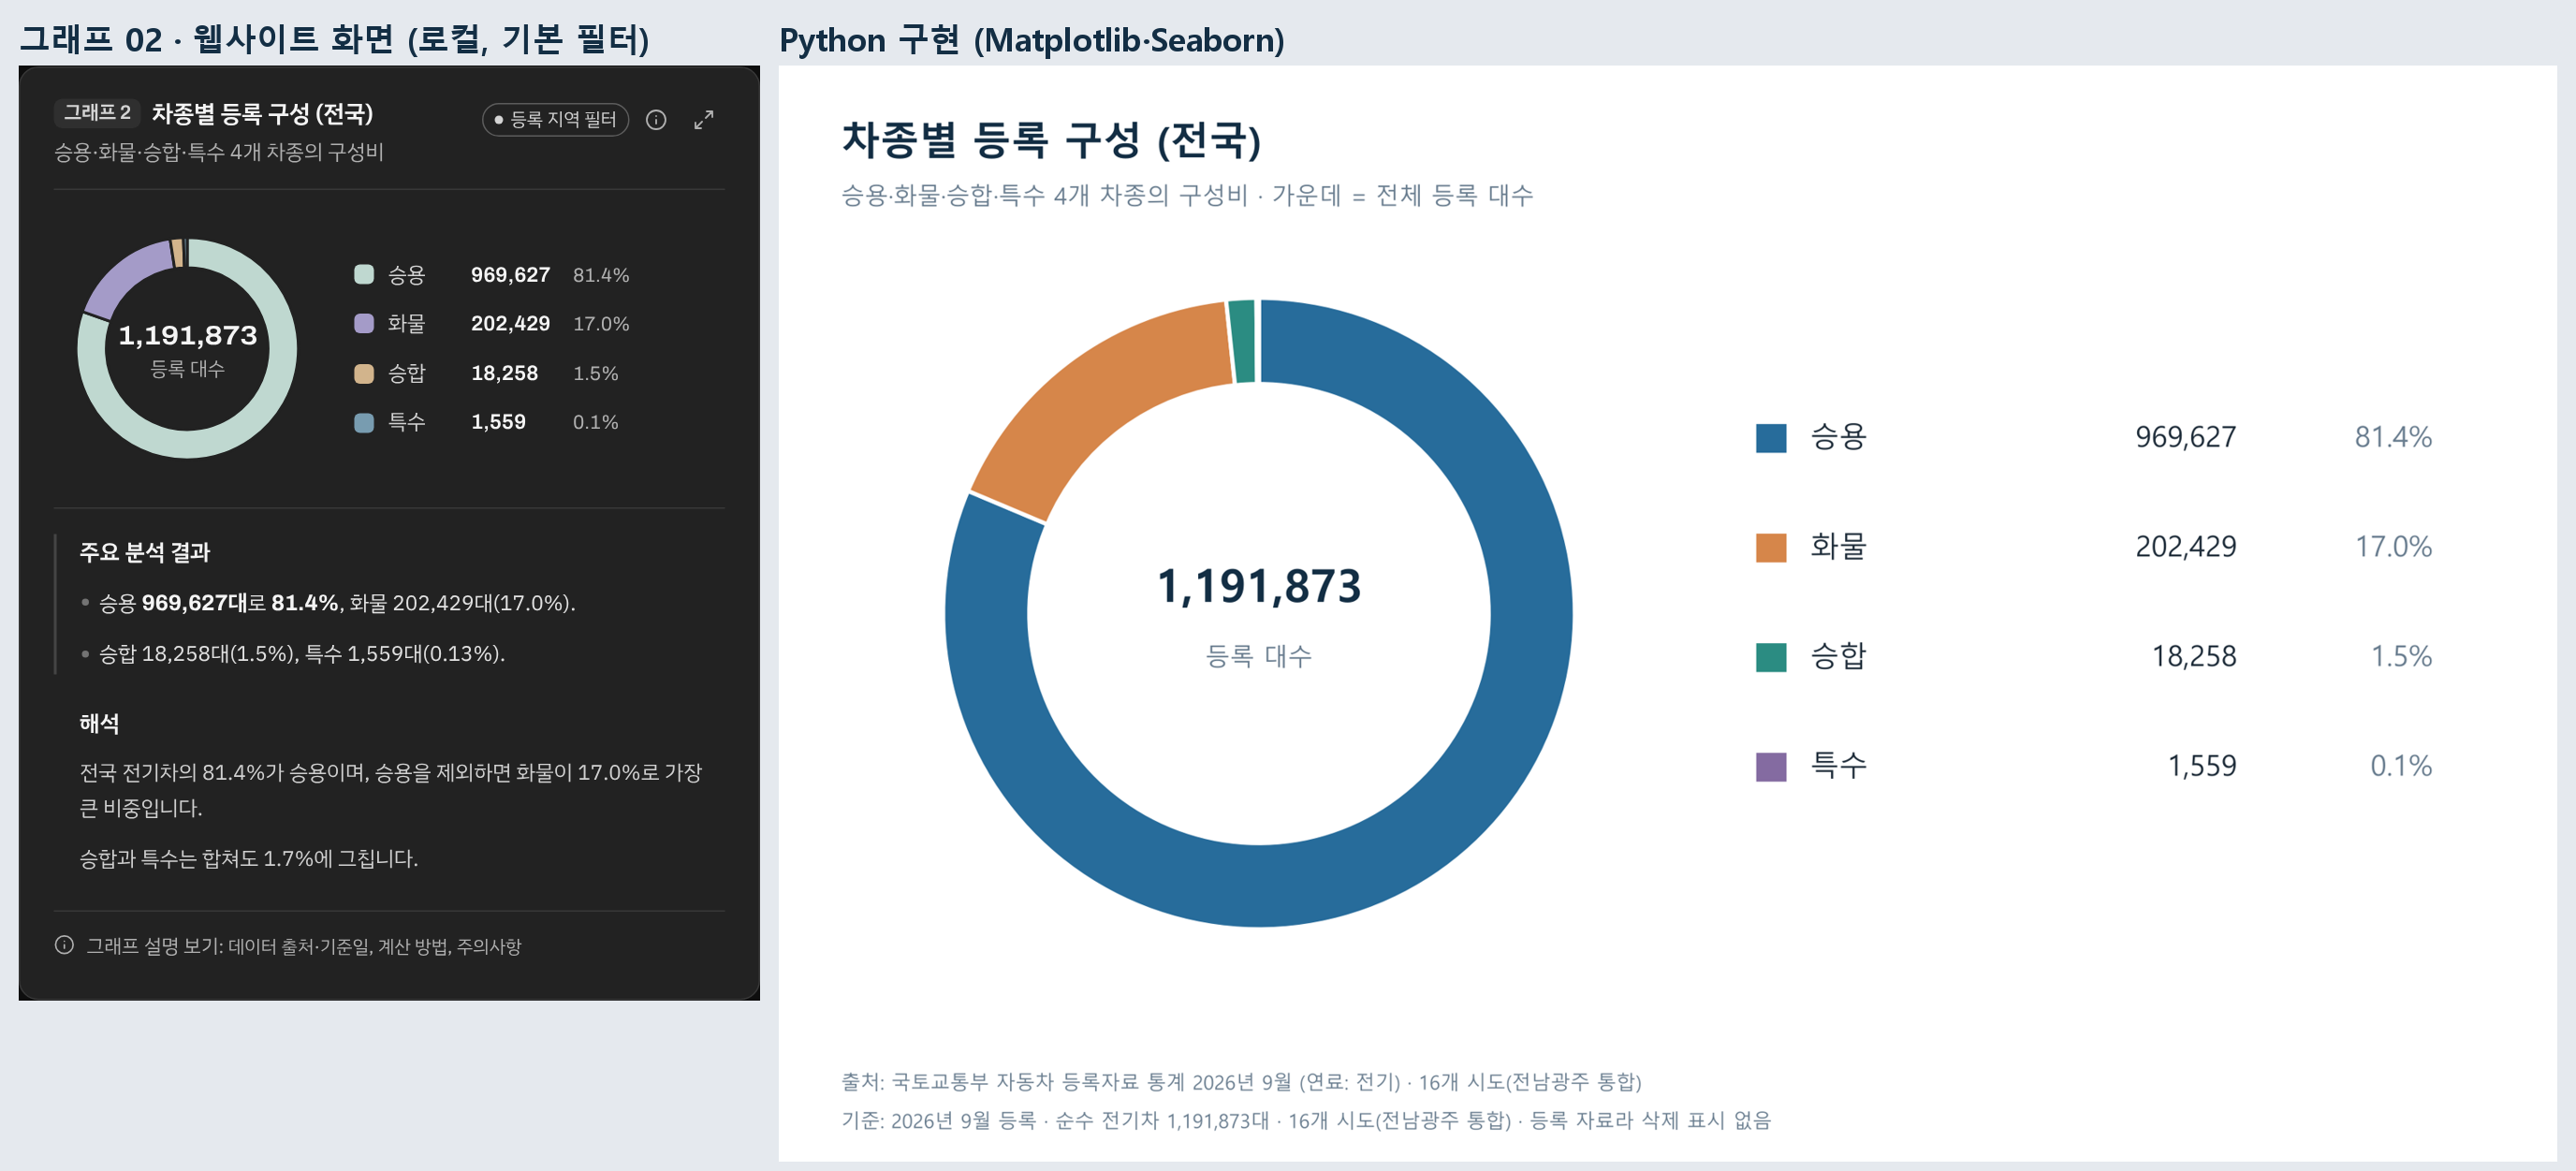 그래프 02 · 웹사이트 화면 (로컬, 기본 필터)
그래프 2 차종별 등록 구성 (전국)
등록 지역 필터
승용·화물·승합·특수 4개 차종의 구성비
1,191,873
등록 대수
승용 969,627 81.4%
화물 202,429 17.0%
승합 18,258 1.5%
특수 1,559 0.1%
주요 분석 결과
• 승용 969,627대로 81.4%, 화물 202,429대(17.0%).
• 승합 18,258대(1.5%), 특수 1,559대(0.13%).
해석
전국 전기차의 81.4%가 승용이며, 승용을 제외하면 화물이 17.0%로 가장
큰 비중입니다.
승합과 특수는 합쳐도 1.7%에 그칩니다.
그래프 설명 보기: 데이터 출처·기준일, 계산 방법, 주의사항
Python 구현 (Matplotlib·Seaborn)
차종별 등록 구성 (전국)
승용·화물·승합·특수 4개 차종의 구성비 · 가운데 = 전체 등록 대수
1,191,873
등록 대수
승용 969,627 81.4%
화물 202,429 17.0%
승합 18,258 1.5%
특수 1,559 0.1%
출처: 국토교통부 자동차 등록자료 통계 2026년 9월 (연료: 전기) · 16개 시도(전남광주 통합)
기준: 2026년 9월 등록 · 순수 전기차 1,191,873대 · 16개 시도(전남광주 통합) · 등록 자료라 삭제 표시 없음